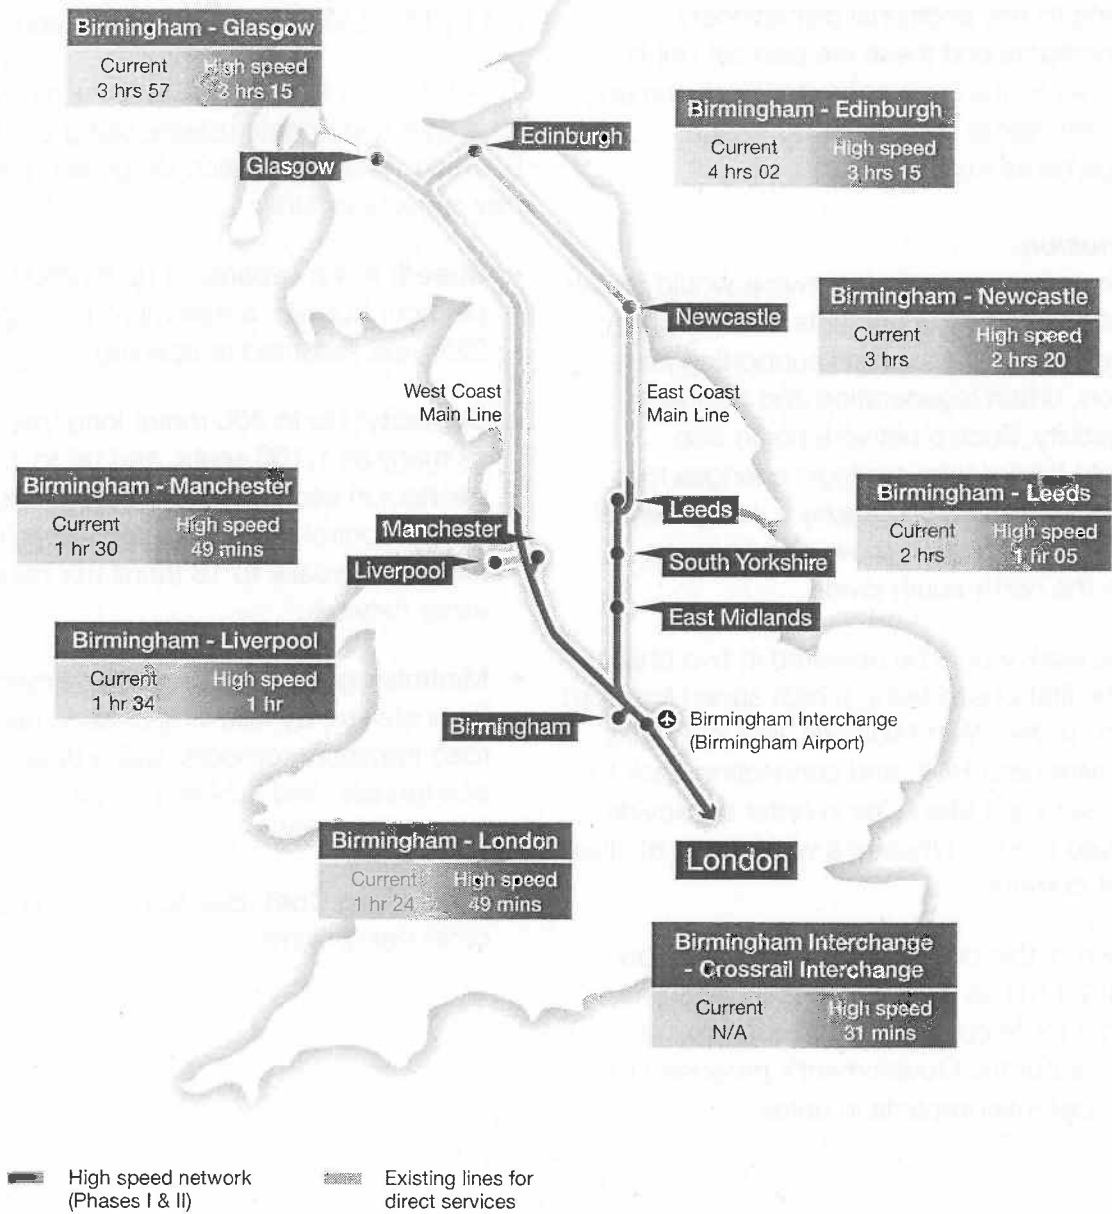 Birmingham - Glasgow
Current High speed
3 hrs 57 3 hrs 15
Glasgow
Edinburgh
Birmingham - Edinburgh
Current High speed
4 hrs 02 3 hrs 15
Newcastle
Birmingham - Newcastle
Current High speed
3 hrs 2 hrs 20
West Coast
Main Line
East Coast
Main Line
Birmingham - Manchester
Current High speed
1 hr 30 49 mins
Manchester
Liverpool
Leeds
South Yorkshire
East Midlands
Birmingham - Leeds
Current High speed
2 hrs 1 hr 05
Birmingham - Liverpool
Current High speed
1 hr 34 1 hr
Birmingham
Birmingham Interchange
(Birmingham Airport)
Birmingham - London
Current High speed
1 hr 24 49 mins
London
Birmingham Interchange
- Crossrail Interchange
Current High speed
N/A 31 mins
High speed network
(Phases I & II)
Existing lines for
direct services